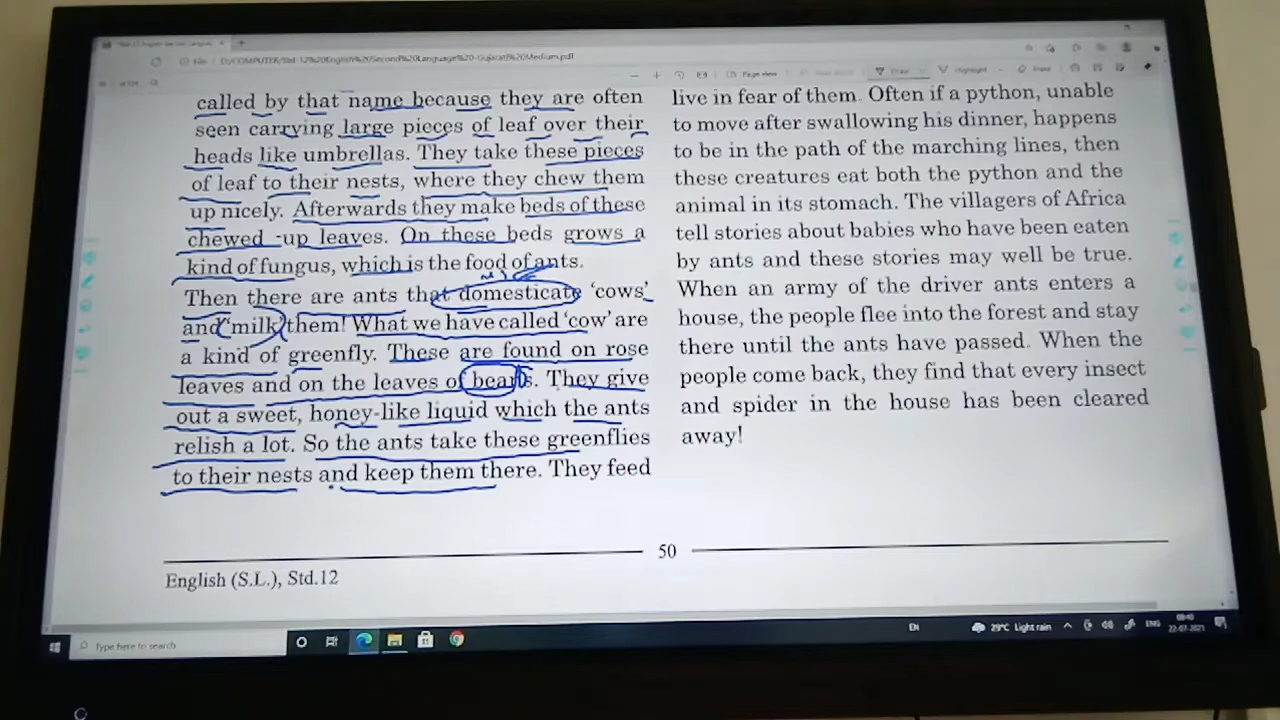 called by that name because they are often
seen carrying large pieces of leaf over their
heads like umbrellas. They take these pieces
of leaf to their nests, where they chew them
up nicely. Afterwards they make beds of these
chewed -up leaves. On these beds grows a
kind of fungus, which is the food of ants.
Then there are ants that domesticate 'cows'
and 'milk' them! What we have called 'cow' are
a kind of greenfly. These are found on rose
leaves and on the leaves of beans. They give
out a sweet, honey-like liquid which the ants
relish a lot. So the ants take these greenflies
to their nests and keep them there. They feed
live in fear of them. Often if a python, unable
to move after swallowing his dinner, happens
to be in the path of the marching lines, then
these creatures eat both the python and the
animal in its stomach. The villagers of Africa
tell stories about babies who have been eaten
by ants and these stories may well be true.
When an army of the driver ants enters a
house, the people flee into the forest and stay
there until the ants have passed. When the
people come back, they find that every insect
and spider in the house has been cleared
away!
50
English (S.L.), Std.12
Type here to search
EN
29°C Light rain
ENG
08:40
22-07-2023